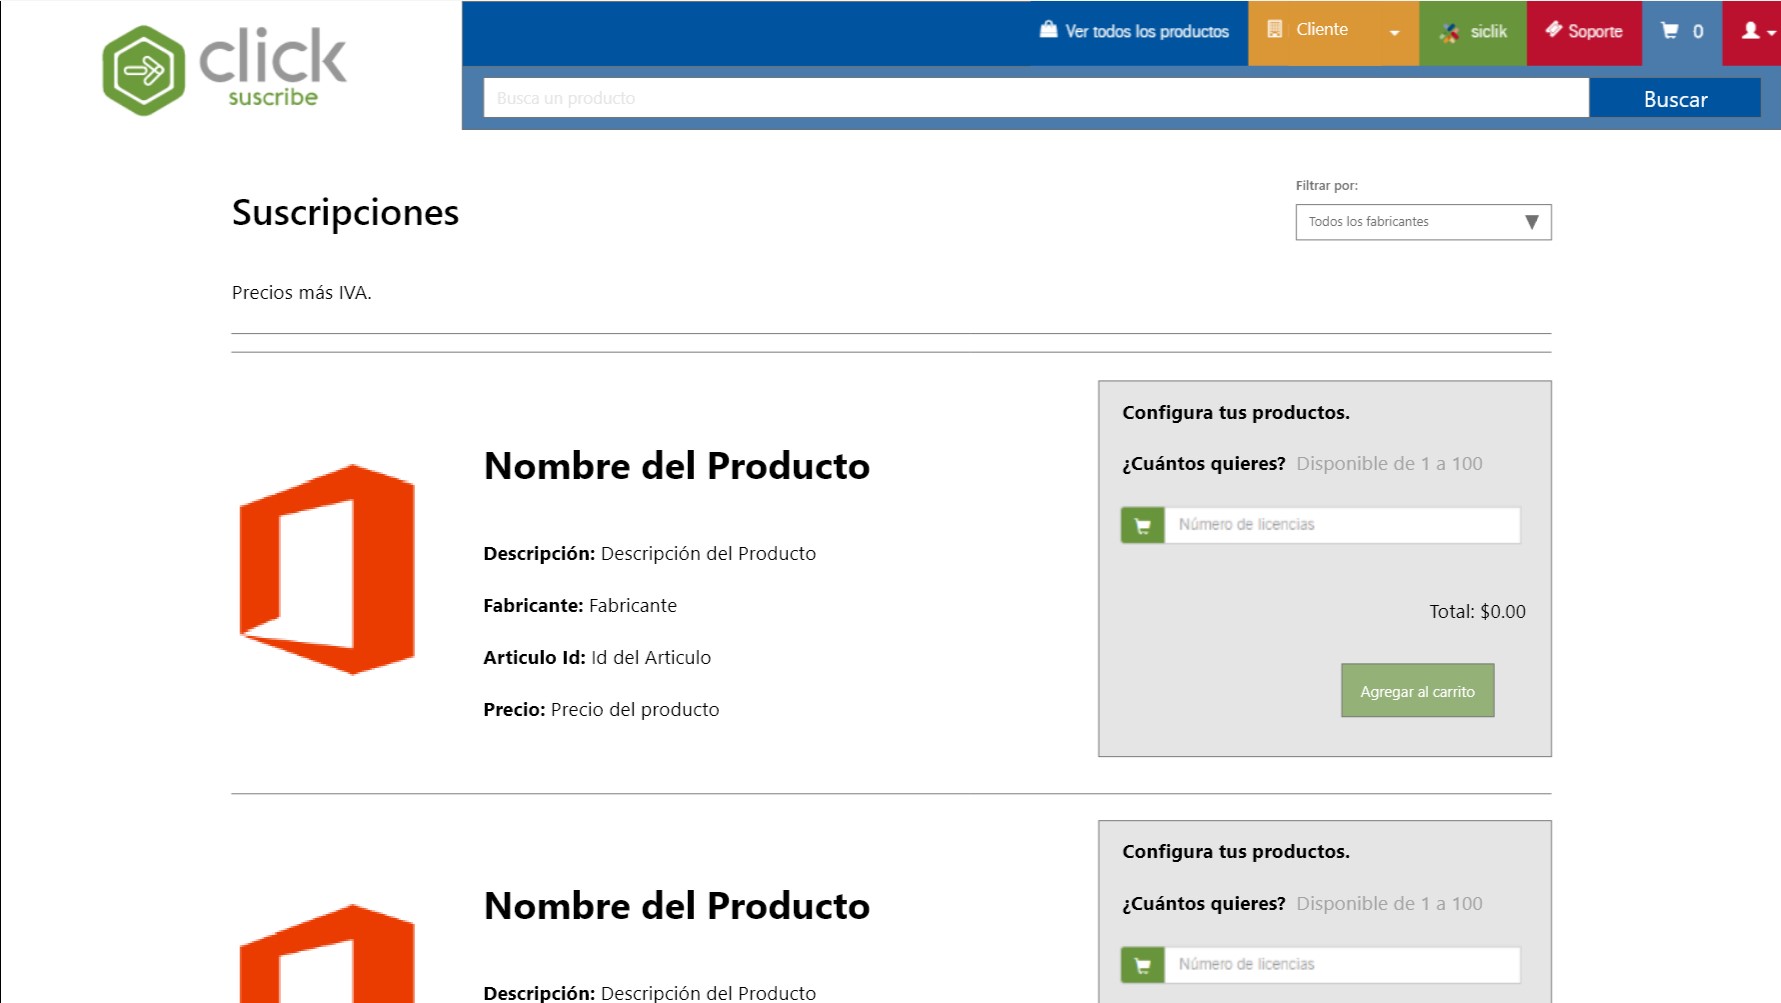 click
suscribe
Ver todos los productos
Cliente
siclik
Soporte
0
Busca un producto
Buscar
Suscripciones
Filtrar por:
Todos los fabricantes
Precios más IVA.
Nombre del Producto
Descripción: Descripción del Producto
Fabricante: Fabricante
Articulo Id: Id del Articulo
Precio: Precio del producto
Configura tus productos.
¿Cuántos quieres? Disponible de 1 a 100
Número de licencias
Total: $0.00
Agregar al carrito
Nombre del Producto
Descripción: Descripción del Producto
Configura tus productos.
¿Cuántos quieres? Disponible de 1 a 100
Número de licencias